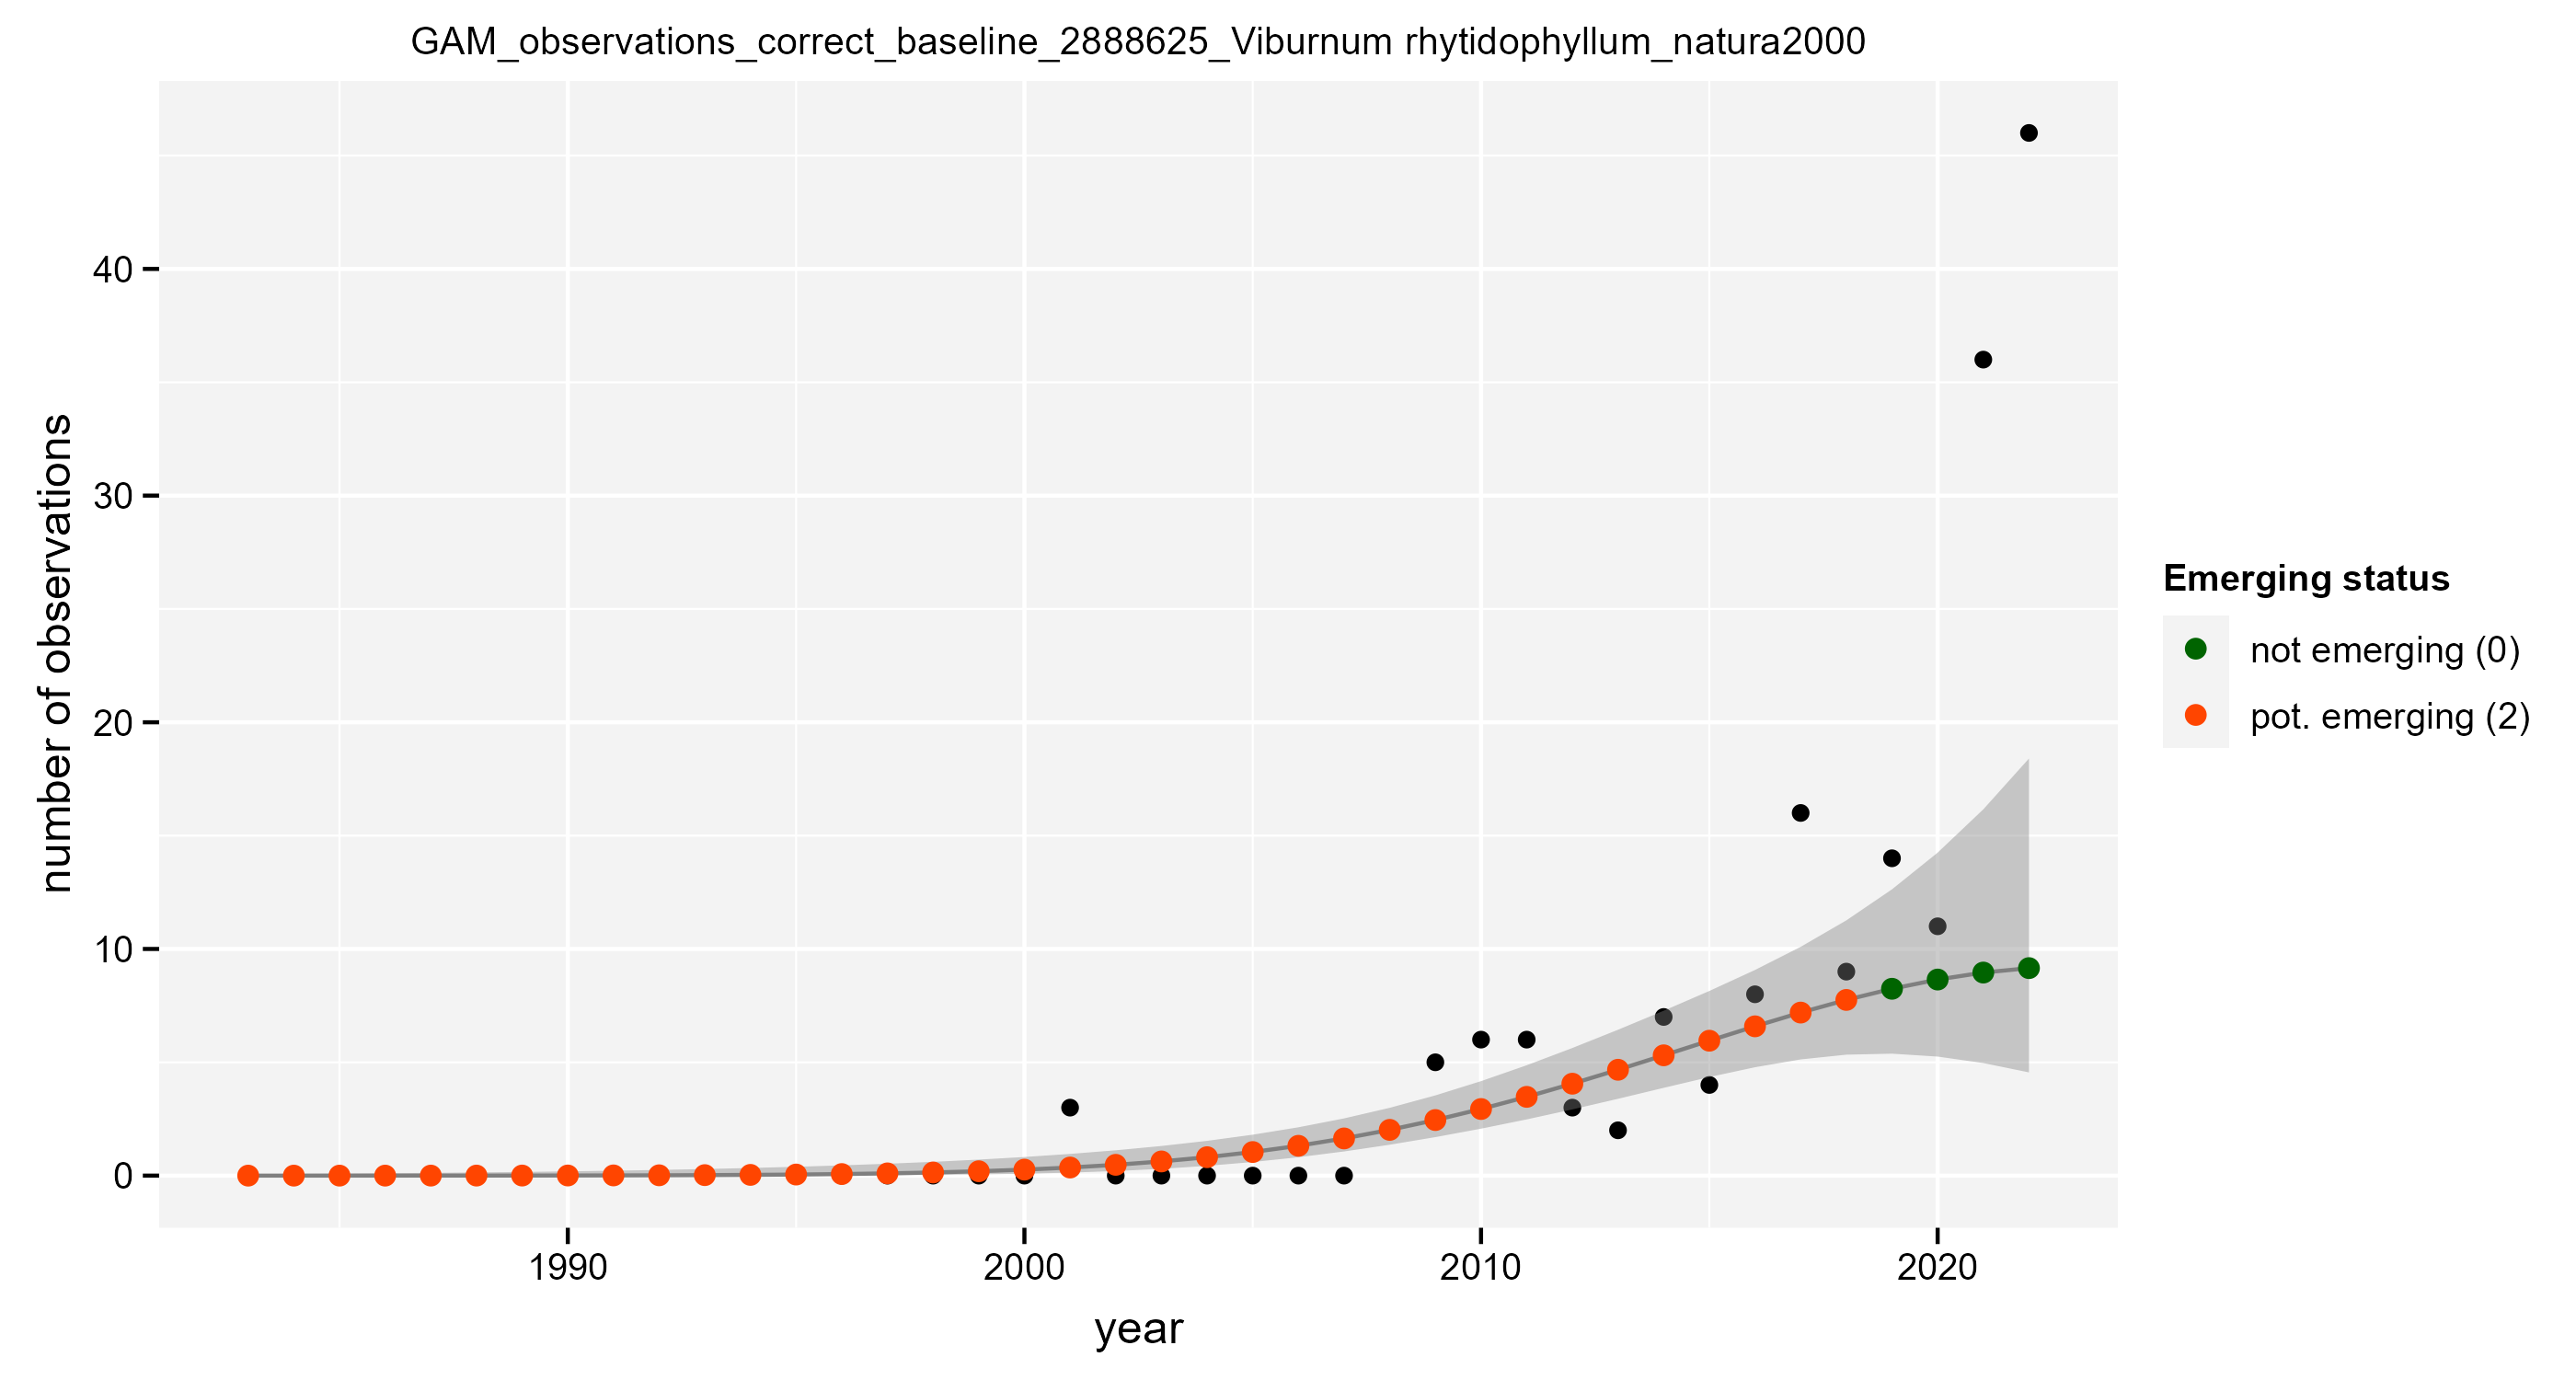 GAM_observations_correct_baseline_2888625_Viburnum rhytidophyllum_natura2000
number of observations
40
30
20
10
0
1990
2000
2010
2020
year
Emerging status
not emerging (0)
pot. emerging (2)